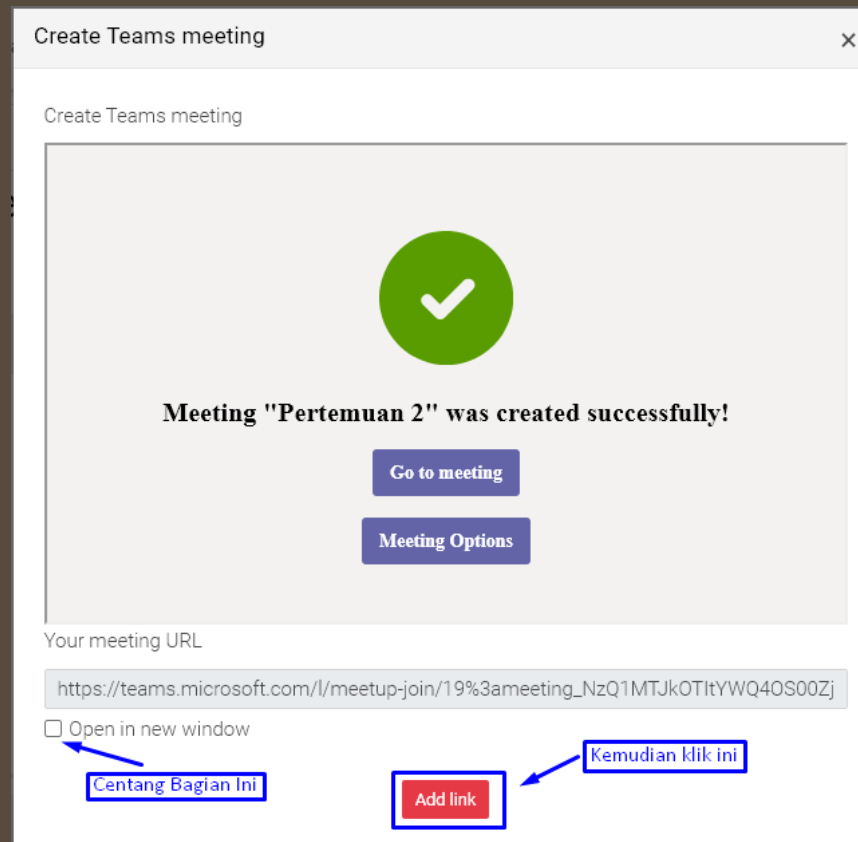 Create Teams meeting
×
Create Teams meeting
Meeting "Pertemuan 2" was created successfully!
Go to meeting
Meeting Options
Your meeting URL
https://teams.microsoft.com/l/meetup-join/19%3ameeting_NzQ1MTJkOTItYWQ4OS00Zj
Open in new window
Kemudian klik ini
Centang Bagian Ini
Add link